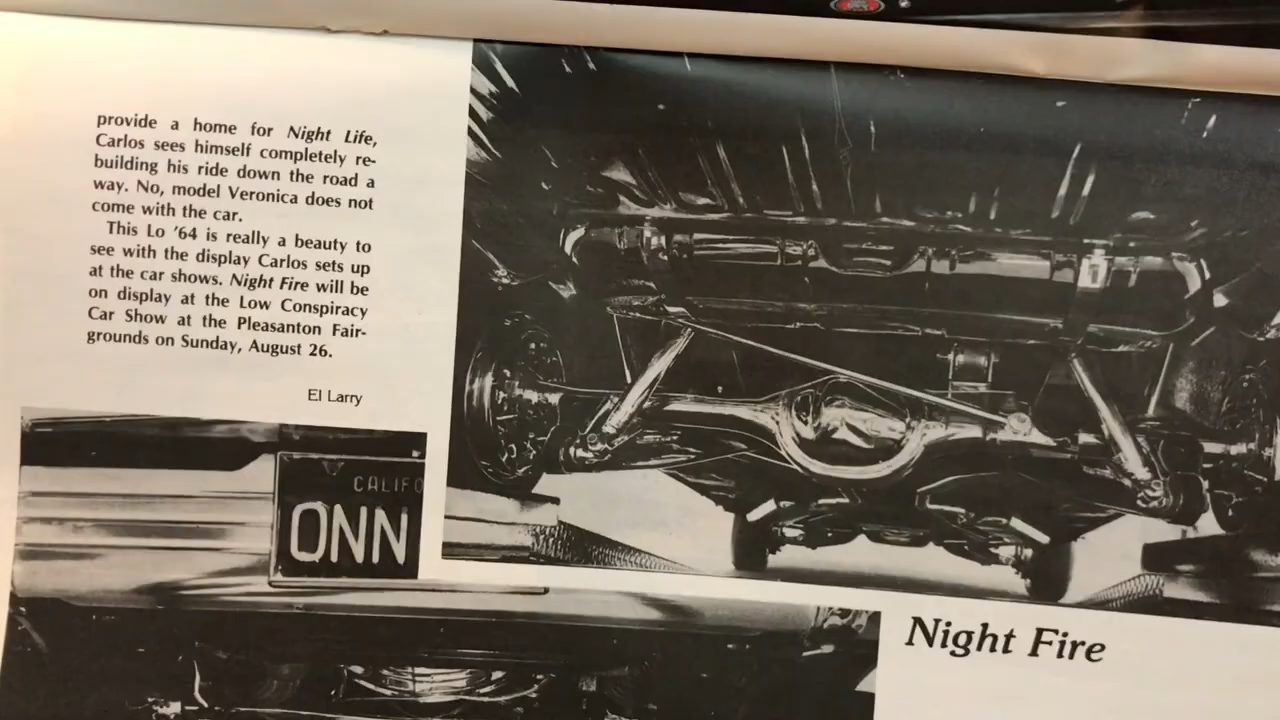 provide a home for Night Life,
Carlos sees himself completely re-
building his ride down the road a
way. No, model Veronica does not
come with the car.
This Lo '64 is really a beauty to
see with the display Carlos sets up
at the car shows. Night Fire will be
on display at the Low Conspiracy
Car Show at the Pleasanton Fair-
grounds on Sunday, August 26.
El Larry
CALIFO
ONN
Night Fire